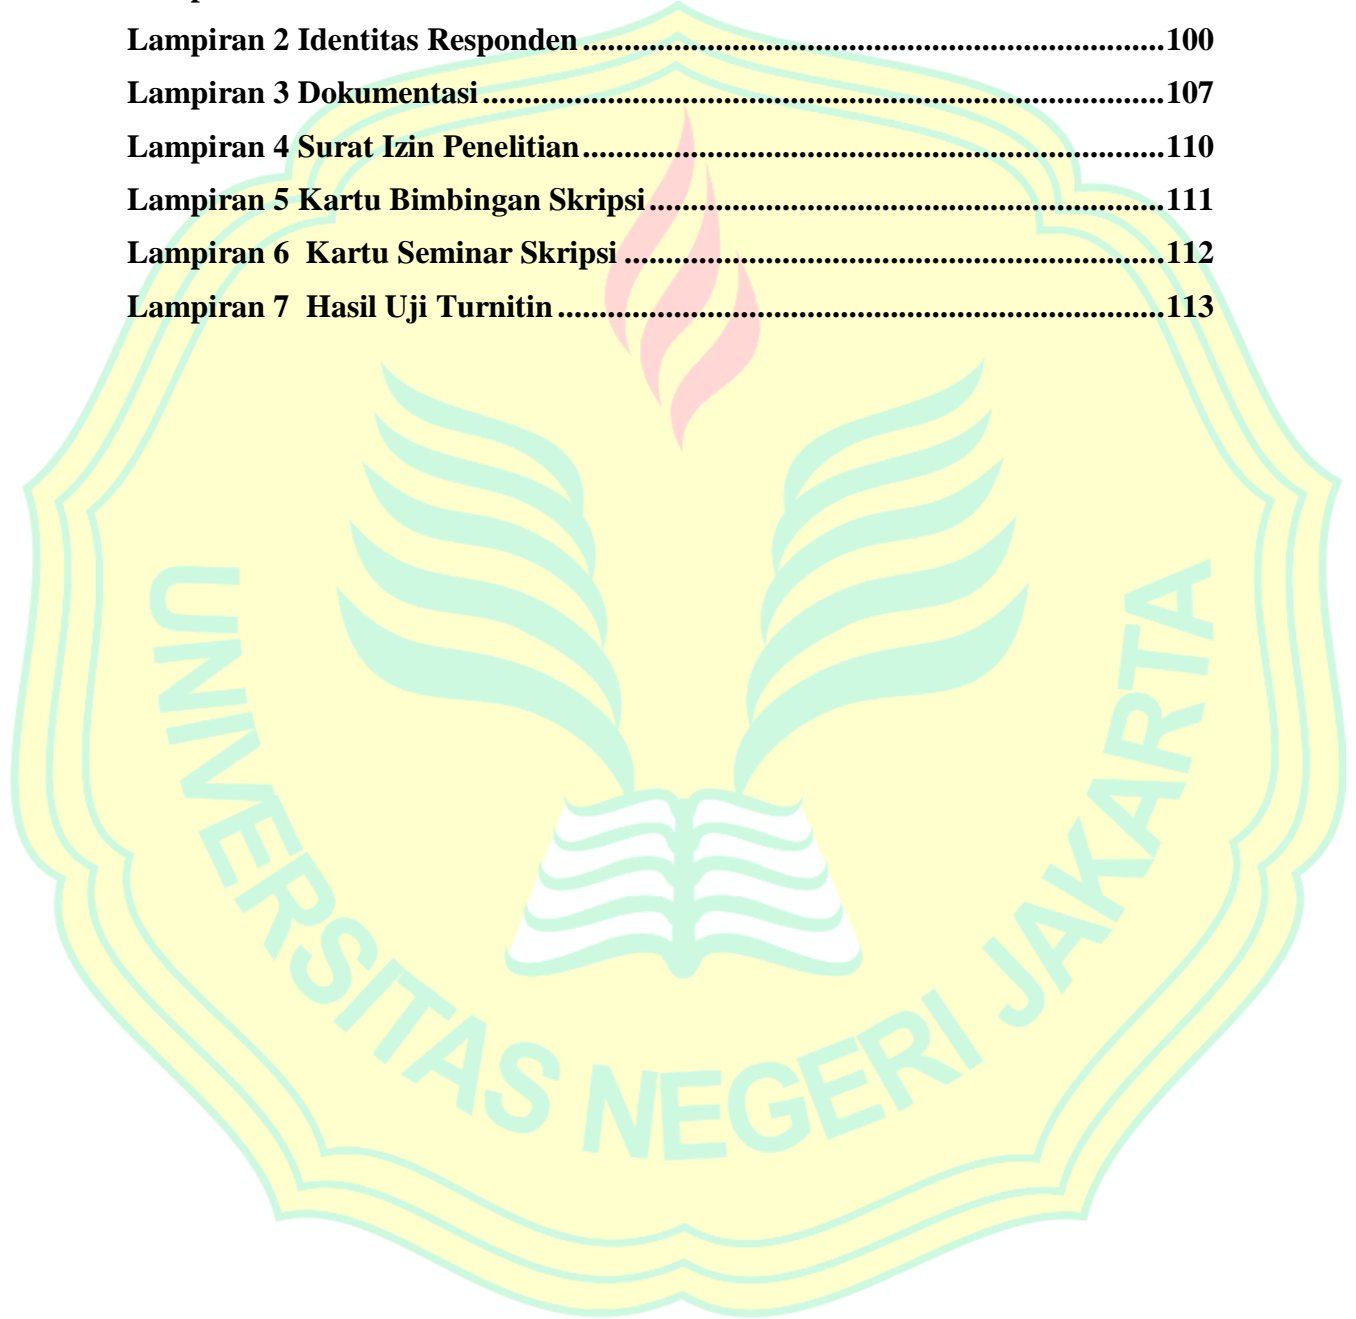 Lampiran 2 Identitas Responden.......................................................................100
Lampiran 3 Dokumentasi...................................................................................107
Lampiran 4 Surat Izin Penelitian.......................................................................110
Lampiran 5 Kartu Bimbingan Skripsi...............................................................111
Lampiran 6  Kartu Seminar Skripsi ..................................................................112
Lampiran 7  Hasil Uji Turnitin ..........................................................................113
UNIVERSITAS NEGERI JAKARTA